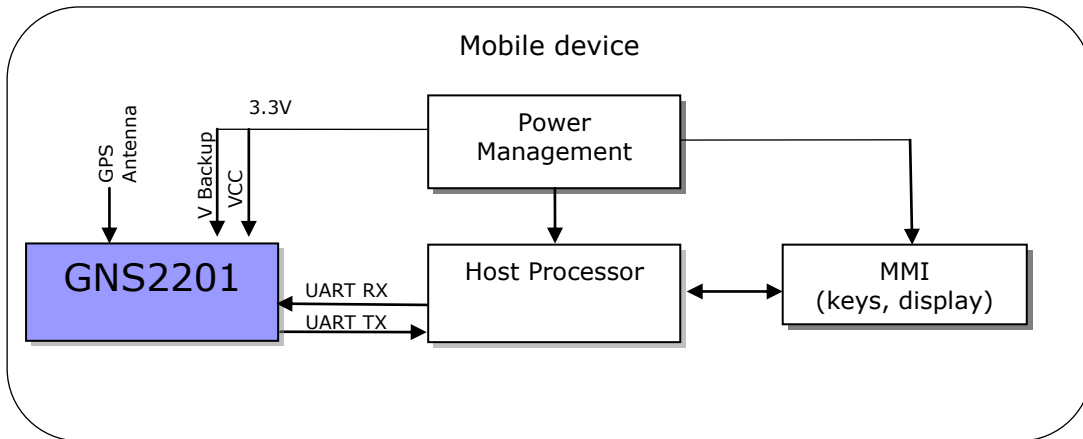 Mobile device
GPS
Antenna
V Backup
VCC
3.3V
Power
Management
GNS2201
UART RX
UART TX
Host Processor
MMI
(keys, display)